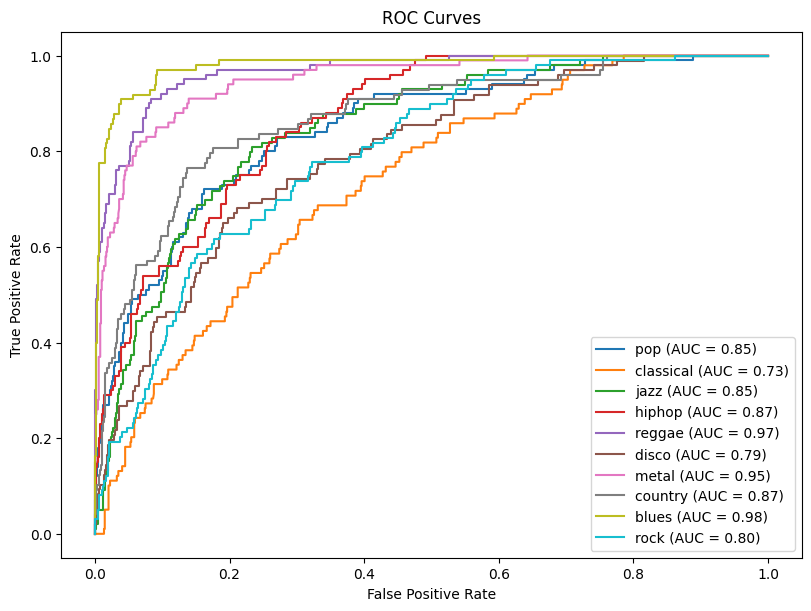 ROC Curves
True Positive Rate
1.0
0.8
0.6
0.4
0.2
0.0
pop (AUC = 0.85)
classical (AUC = 0.73)
jazz (AUC = 0.85)
hiphop (AUC = 0.87)
reggae (AUC = 0.97)
disco (AUC = 0.79)
metal (AUC = 0.95)
country (AUC = 0.87)
blues (AUC = 0.98)
rock (AUC = 0.80)
0.0 0.2 0.4 0.6 0.8 1.0
False Positive Rate